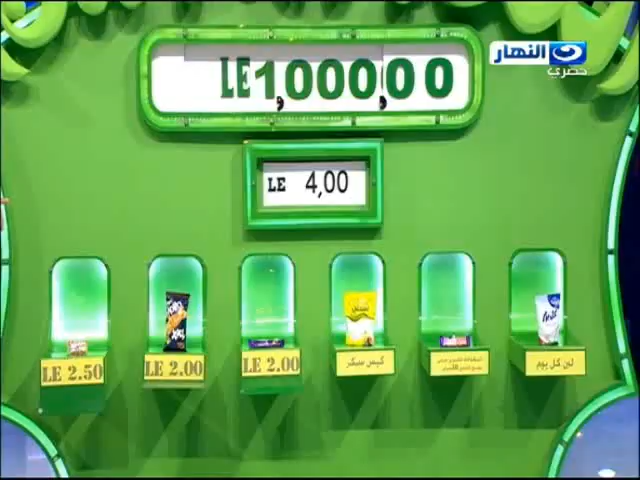 النهار
حصري
LE 1,000,00
LE 4,00
LE 2.50
LE 2.00
LE 2.00
كيس سكر
لبن كل يوم